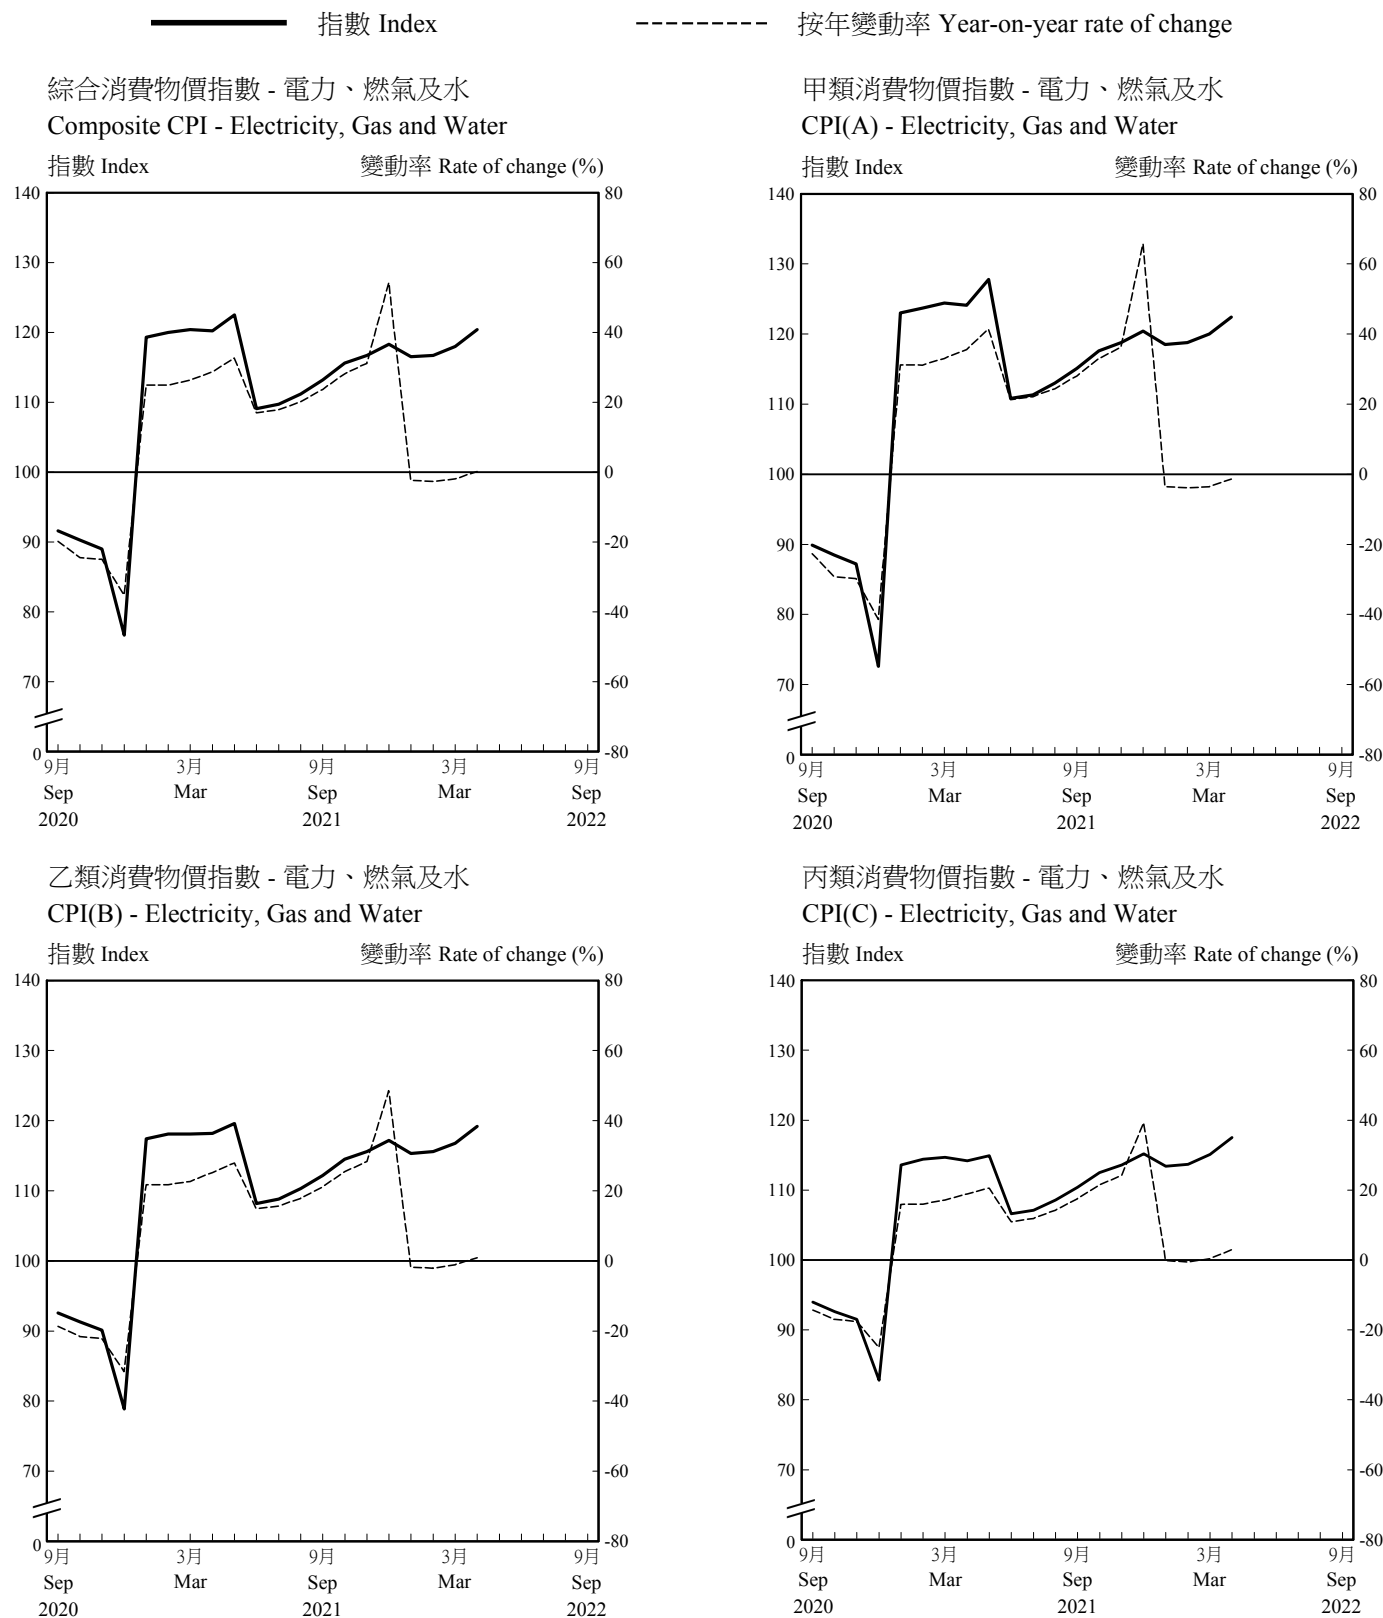 指數 Index
按年變動率 Year-on-year rate of change
綜合消費物價指數 - 電力、燃氣及水
Composite CPI - Electricity, Gas and Water
指數 Index 變動率 Rate of change (%)
140 80
130 60
120 40
110 20
100 0
90 -20
80 -40
70 -60
0 -80
9月 3月 9月 3月 9月
Sep Mar Sep Mar Sep
2020 2021 2022
甲類消費物價指數 - 電力、燃氣及水
CPI(A) - Electricity, Gas and Water
指數 Index 變動率 Rate of change (%)
140 80
130 60
120 40
110 20
100 0
90 -20
80 -40
70 -60
0 -80
9月 3月 9月 3月 9月
Sep Mar Sep Mar Sep
2020 2021 2022
乙類消費物價指數 - 電力、燃氣及水
CPI(B) - Electricity, Gas and Water
指數 Index 變動率 Rate of change (%)
140 80
130 60
120 40
110 20
100 0
90 -20
80 -40
70 -60
0 -80
9月 3月 9月 3月 9月
Sep Mar Sep Mar Sep
2020 2021 2022
丙類消費物價指數 - 電力、燃氣及水
CPI(C) - Electricity, Gas and Water
指數 Index 變動率 Rate of change (%)
140 80
130 60
120 40
110 20
100 0
90 -20
80 -40
70 -60
0 -80
9月 3月 9月 3月 9月
Sep Mar Sep Mar Sep
2020 2021 2022